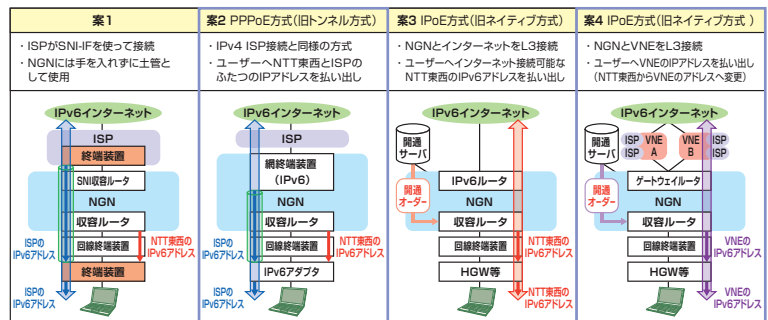 案1
・ISPがSNI-IFを使って接続
・NGNには手を入れずに土管と
して使用
IPv6インターネット
ISP
終端装置
SNI収容ルータ
NGN
収容ルータ
回線終端装置
終端装置
ISPの
IPv6アドレス
NTT東西の
IPv6アドレス
ISPの
IPv6アドレス
案2 PPPoE方式(旧トンネル方式)
・IPv4 ISP接続と同様の方式
・ユーザーへNTT東西とISPの
ふたつのIPアドレスを払い出し
IPv6インターネット
ISP
網終端装置
(IPv6)
NGN
収容ルータ
回線終端装置
IPv6アダプタ
ISPの
IPv6アドレス
NTT東西の
IPv6アドレス
ISPの
IPv6アドレス
案3 IPoE方式(旧ネイティブ方式)
・NGNとインターネットをL3接続
・ユーザーへインターネット接続可能な
NTT東西のIPv6アドレスを払い出し
IPv6インターネット
開通
サーバ
IPv6ルータ
開通
オーダー
NGN
収容ルータ
回線終端装置
HGW等
NTT東西の
IPv6アドレス
NTT東西の
IPv6アドレス
案4 IPoE方式(旧ネイティブ方式)
・NGNとVNEをL3接続
・ユーザーへVNEのIPアドレスを払い出し
(NTT東西からVNEのアドレスへ変更)
IPv6インターネット
開通
サーバ
ISP
ISP
VNE
A
VNE
B
ISP
ISP
ゲートウェイルータ
開通
オーダー
NGN
収容ルータ
回線終端装置
HGW等
VNEの
IPv6アドレス
VNEの
IPv6アドレス